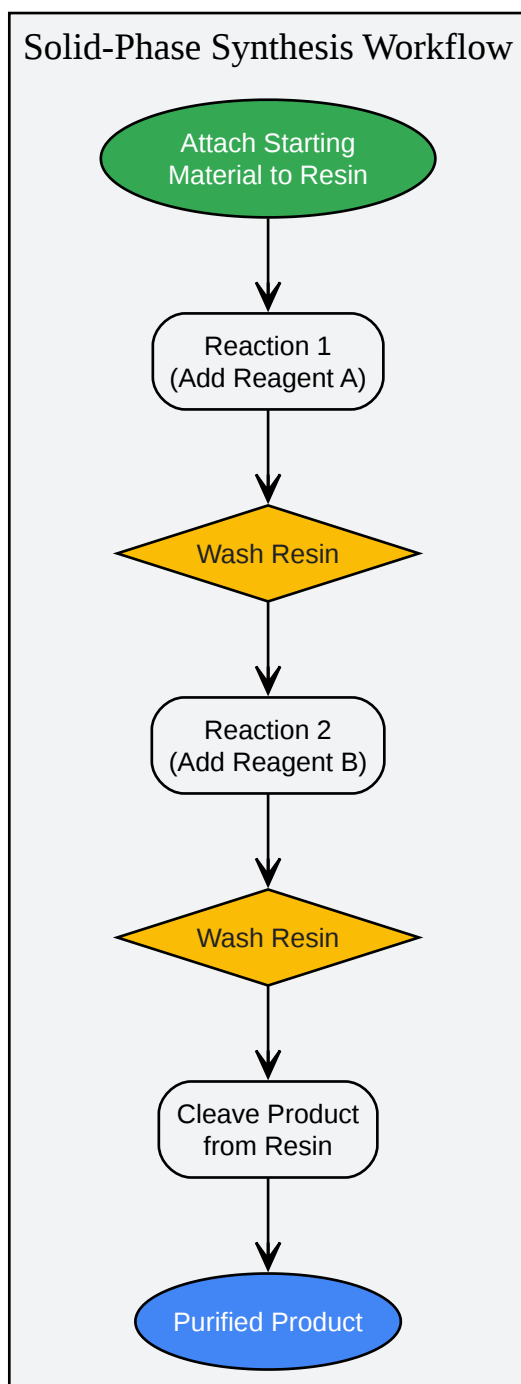 Solid-Phase Synthesis Workflow
Attach Starting
Material to Resin
Reaction 1
(Add Reagent A)
Wash Resin
Reaction 2
(Add Reagent B)
Wash Resin
Cleave Product
from Resin
Purified Product